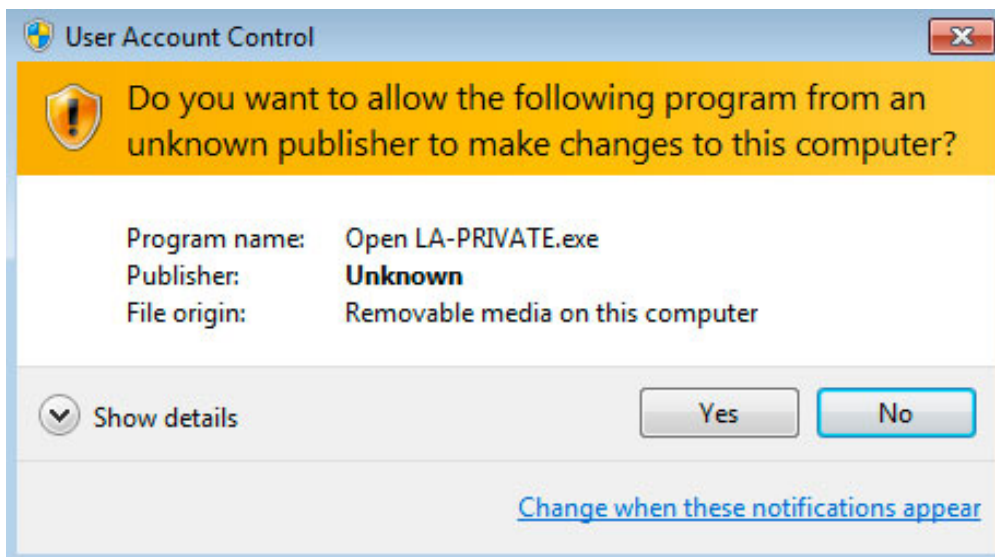 User Account Control
Do you want to allow the following program from an
unknown publisher to make changes to this computer?
Program name: Open LA-PRIVATE.exe
Publisher: Unknown
File origin: Removable media on this computer
Show details Yes No
Change when these notifications appear